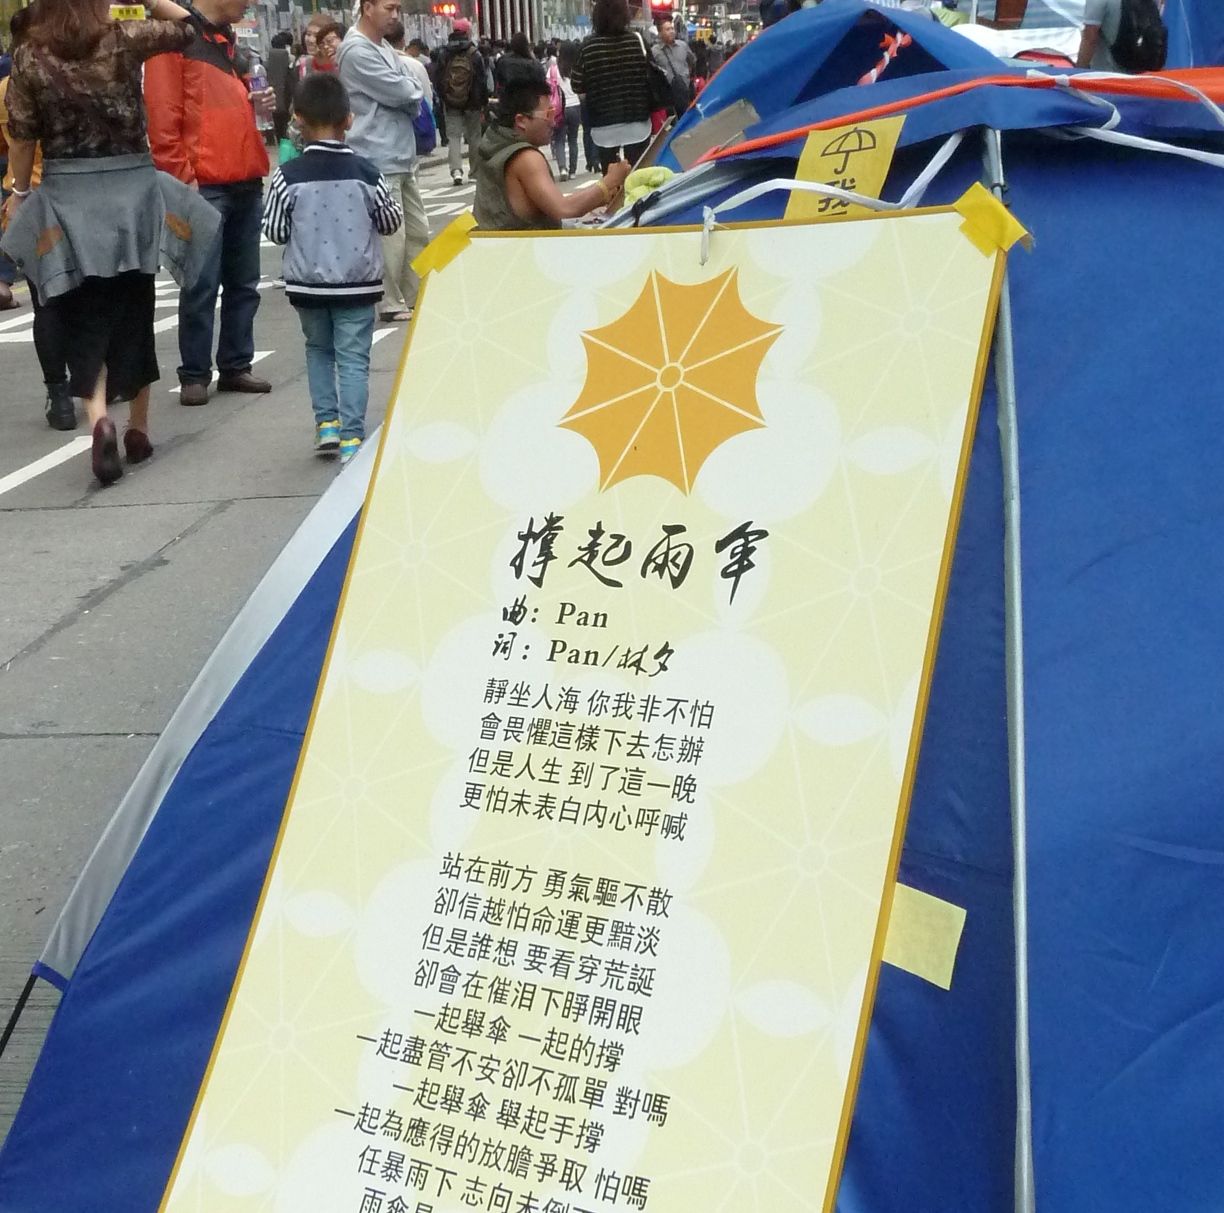 我
撐起雨傘
曲: Pan
詞: Pan/林夕
靜坐人海 你我非不怕
會畏懼這樣下去怎辦
但是人生 到了這一晚
更怕未表白內心呼喊
站在前方 勇氣驅不散
卻信越怕命運更黯淡
但是誰想 要看穿荒誕
卻會在催泪下睜開眼
一起舉傘 一起的撐
一起儘管不安卻不孤單 對嗎
一起舉傘 舉起手撐
一起為應得的放膽爭取 怕嗎
任暴雨下 志向未倒下
雨傘是